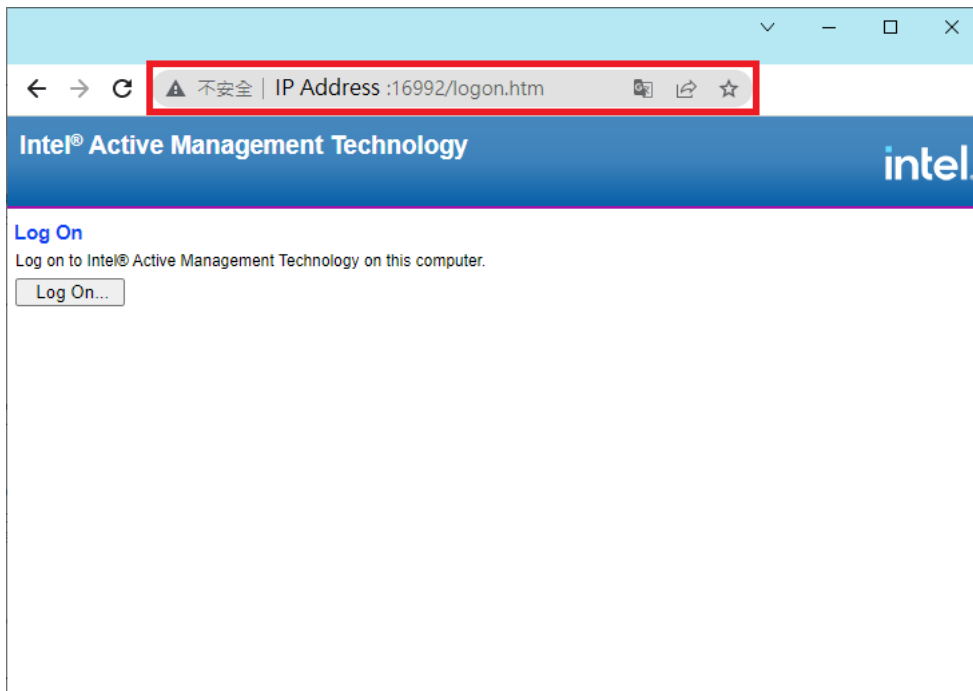 不安全 | IP Address :16992/logon.htm
Intel® Active Management Technology
intel.
Log On
Log on to Intel® Active Management Technology on this computer.
Log On...